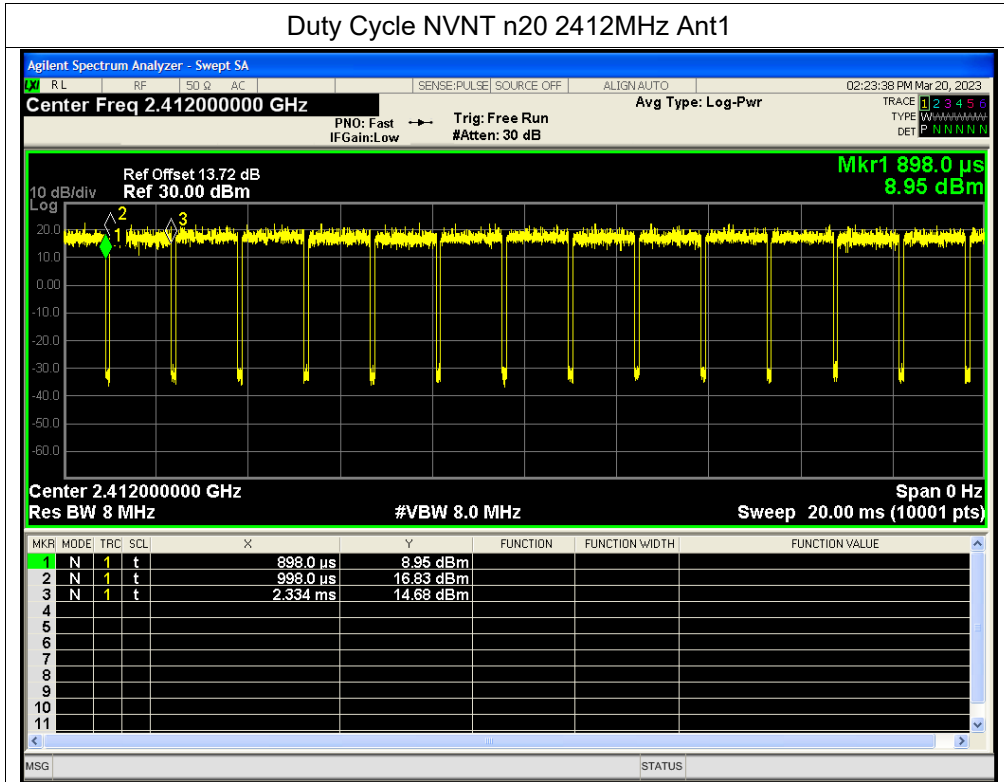 Duty Cycle NVNT n20 2412MHz Ant1
Agilent Spectrum Analyzer - Swept SA
LXI RL RF 50 Ω AC SENSE:PULSE SOURCE OFF ALIGN AUTO 02:23:38 PM Mar 20, 2023
Center Freq 2.412000000 GHz Avg Type: Log-Pwr TRACE 1 2 3 4 5 6
PNO: Fast Trig: Free Run TYPE W
IFGain:Low #Atten: 30 dB DET P N N N N N
Mkr1 898.0 µs
8.95 dBm
Ref Offset 13.72 dB
10 dB/div Ref 30.00 dBm
Log
20.0
10.0
0.00
-10.0
-20.0
-30.0
-40.0
-50.0
-60.0
1 2 3
Center 2.412000000 GHz Span 0 Hz
Res BW 8 MHz #VBW 8.0 MHz Sweep 20.00 ms (10001 pts)
MKR MODE TRC SCL X Y FUNCTION FUNCTION WIDTH FUNCTION VALUE
1 N 1 t 898.0 µs 8.95 dBm
2 N 1 t 998.0 µs 16.83 dBm
3 N 1 t 2.334 ms 14.68 dBm
4
5
6
7
8
9
10
11
MSG STATUS